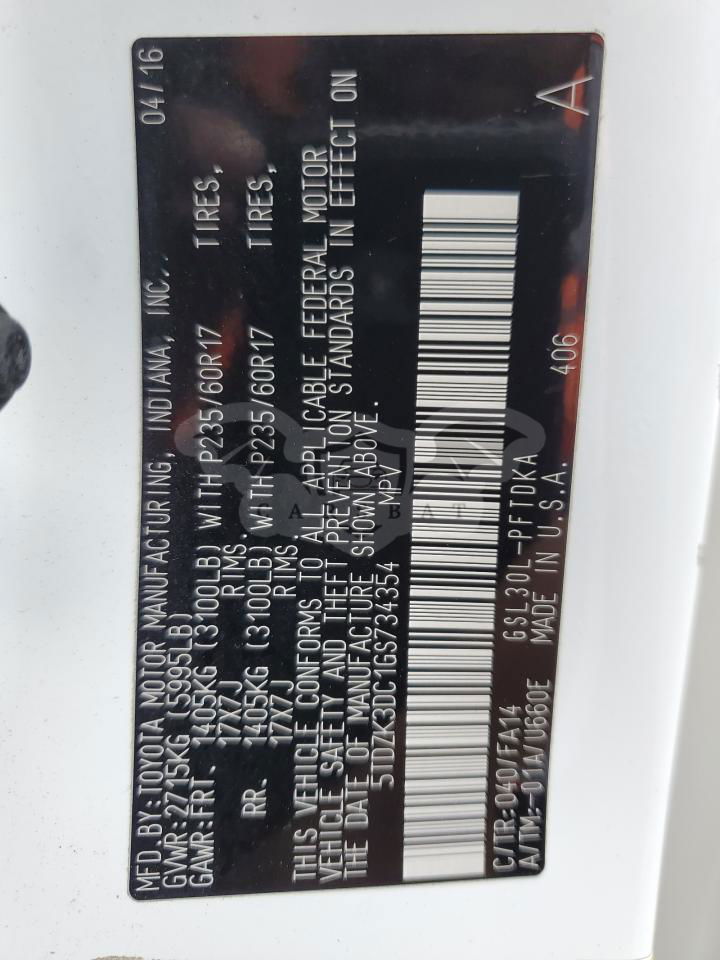 MFD.BY:TOYOTA MOTOR MANUFACTURING, INDIANA, INC. 04/16
GVWR:2715KG (5995LB)
GAWR:FRT. 1405KG (3100LB) WITH P235/60R17 TIRES,
17X7J RIMS.
RR. 1405KG (3100LB) WITH P235/60R17 TIRES,
17X7J RIMS
THIS VEHICLE CONFORMS TO ALL APPLICABLE FEDERAL MOTOR
VEHICLE SAFETY AND THEFT PREVENTION STANDARDS IN EFFECT ON
THE DATE OF MANUFACTURE SHOWN ABOVE.
5TDZK3DC1GS734354 MPV
C/TR:040/FA14 GSL30L-PFTDKA 406 A
A/TM:-01A/U660E MADE IN U.S.A.